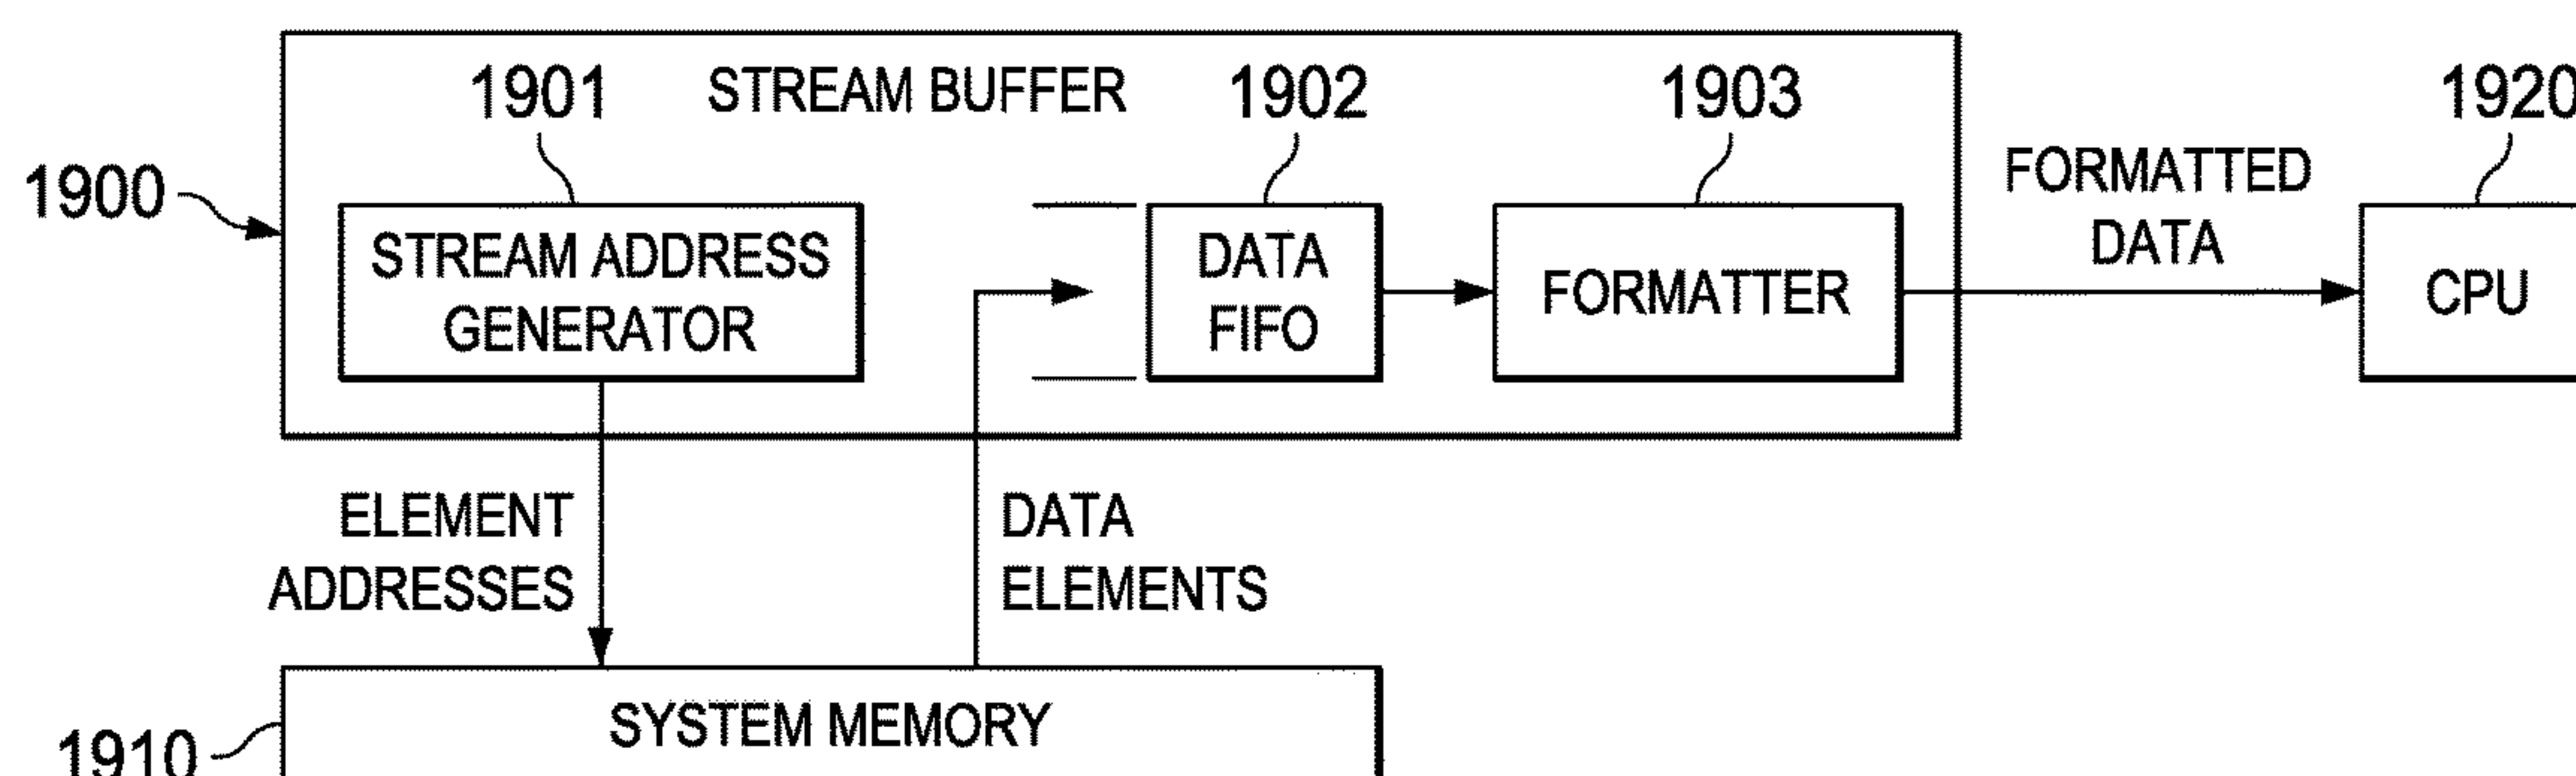 1901
STREAM BUFFER
1902
1903
1920
1900
FORMATTED
DATA
STREAM ADDRESS
GENERATOR
DATA
FIFO
FORMATTER
CPU
ELEMENT
ADDRESSES
DATA
ELEMENTS
SYSTEM MEMORY
1910